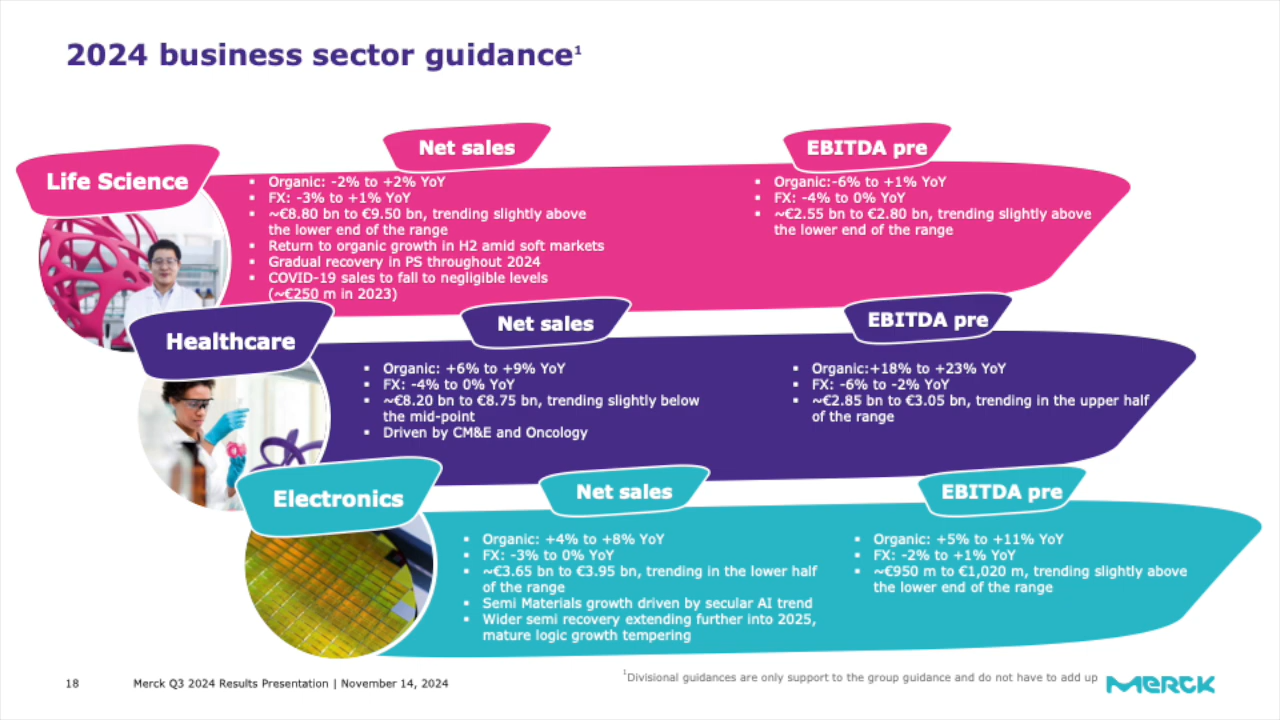 2024 business sector guidance¹
Life Science
Net sales
Organic: -2% to +2% YoY
FX: -3% to +1% YoY
~€8.80 bn to €9.50 bn, trending slightly above
the lower end of the range
Return to organic growth in H2 amid soft markets
Gradual recovery in PS throughout 2024
COVID-19 sales to fall to negligible levels
(~€250 m in 2023)
EBITDA pre
Organic:-6% to +1% YoY
FX: -4% to 0% YoY
~€2.55 bn to €2.80 bn, trending slightly above
the lower end of the range
Healthcare
Net sales
Organic: +6% to +9% YoY
FX: -4% to 0% YoY
~€8.20 bn to €8.75 bn, trending slightly below
the mid-point
Driven by CM&E and Oncology
EBITDA pre
Organic:+18% to +23% YoY
FX: -6% to -2% YoY
~€2.85 bn to €3.05 bn, trending in the upper half
of the range
Electronics
Net sales
Organic: +4% to +8% YoY
FX: -3% to 0% YoY
~€3.65 bn to €3.95 bn, trending in the lower half
of the range
Semi Materials growth driven by secular AI trend
Wider semi recovery extending further into 2025,
mature logic growth tempering
EBITDA pre
Organic: +5% to +11% YoY
FX: -2% to +1% YoY
~€950 m to €1,020 m, trending slightly above
the lower end of the range
18
Merck Q3 2024 Results Presentation | November 14, 2024
¹Divisional guidances are only support to the group guidance and do not have to add up
MERCK